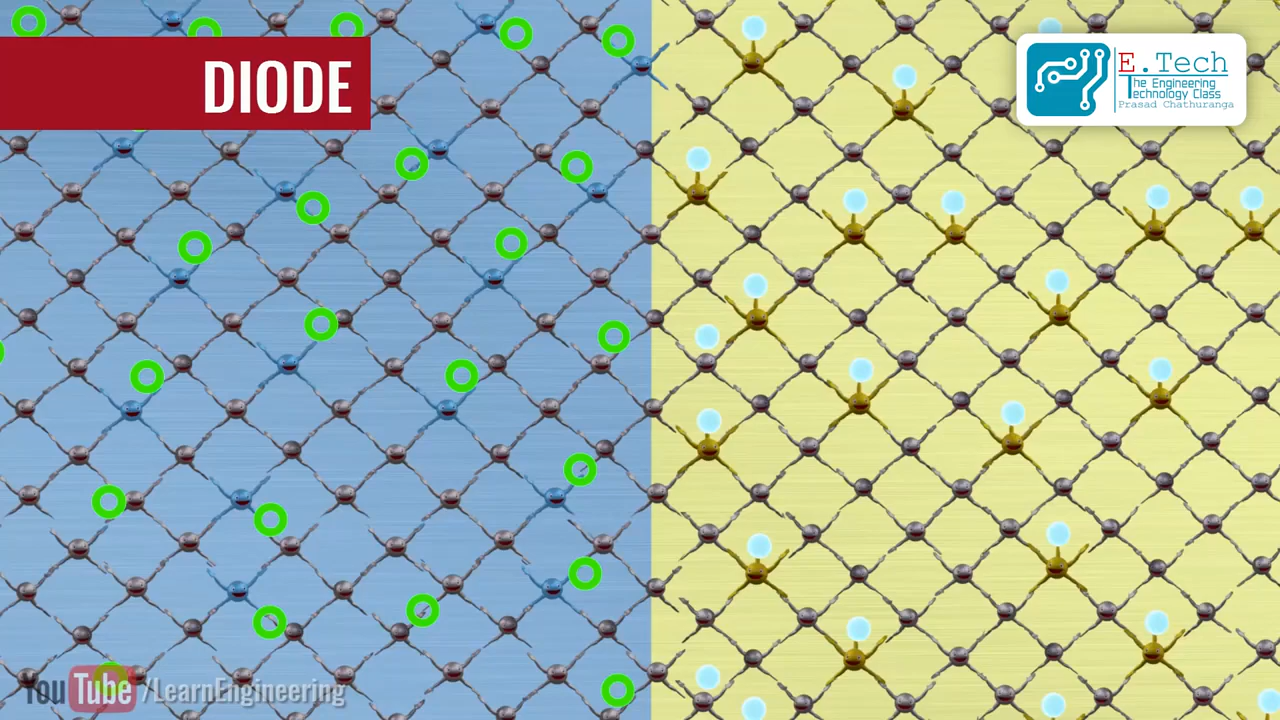 DIODE
E.Tech
The Engineering
Technology Class
Prasad Chathuranga
YouTube/LearnEngineering